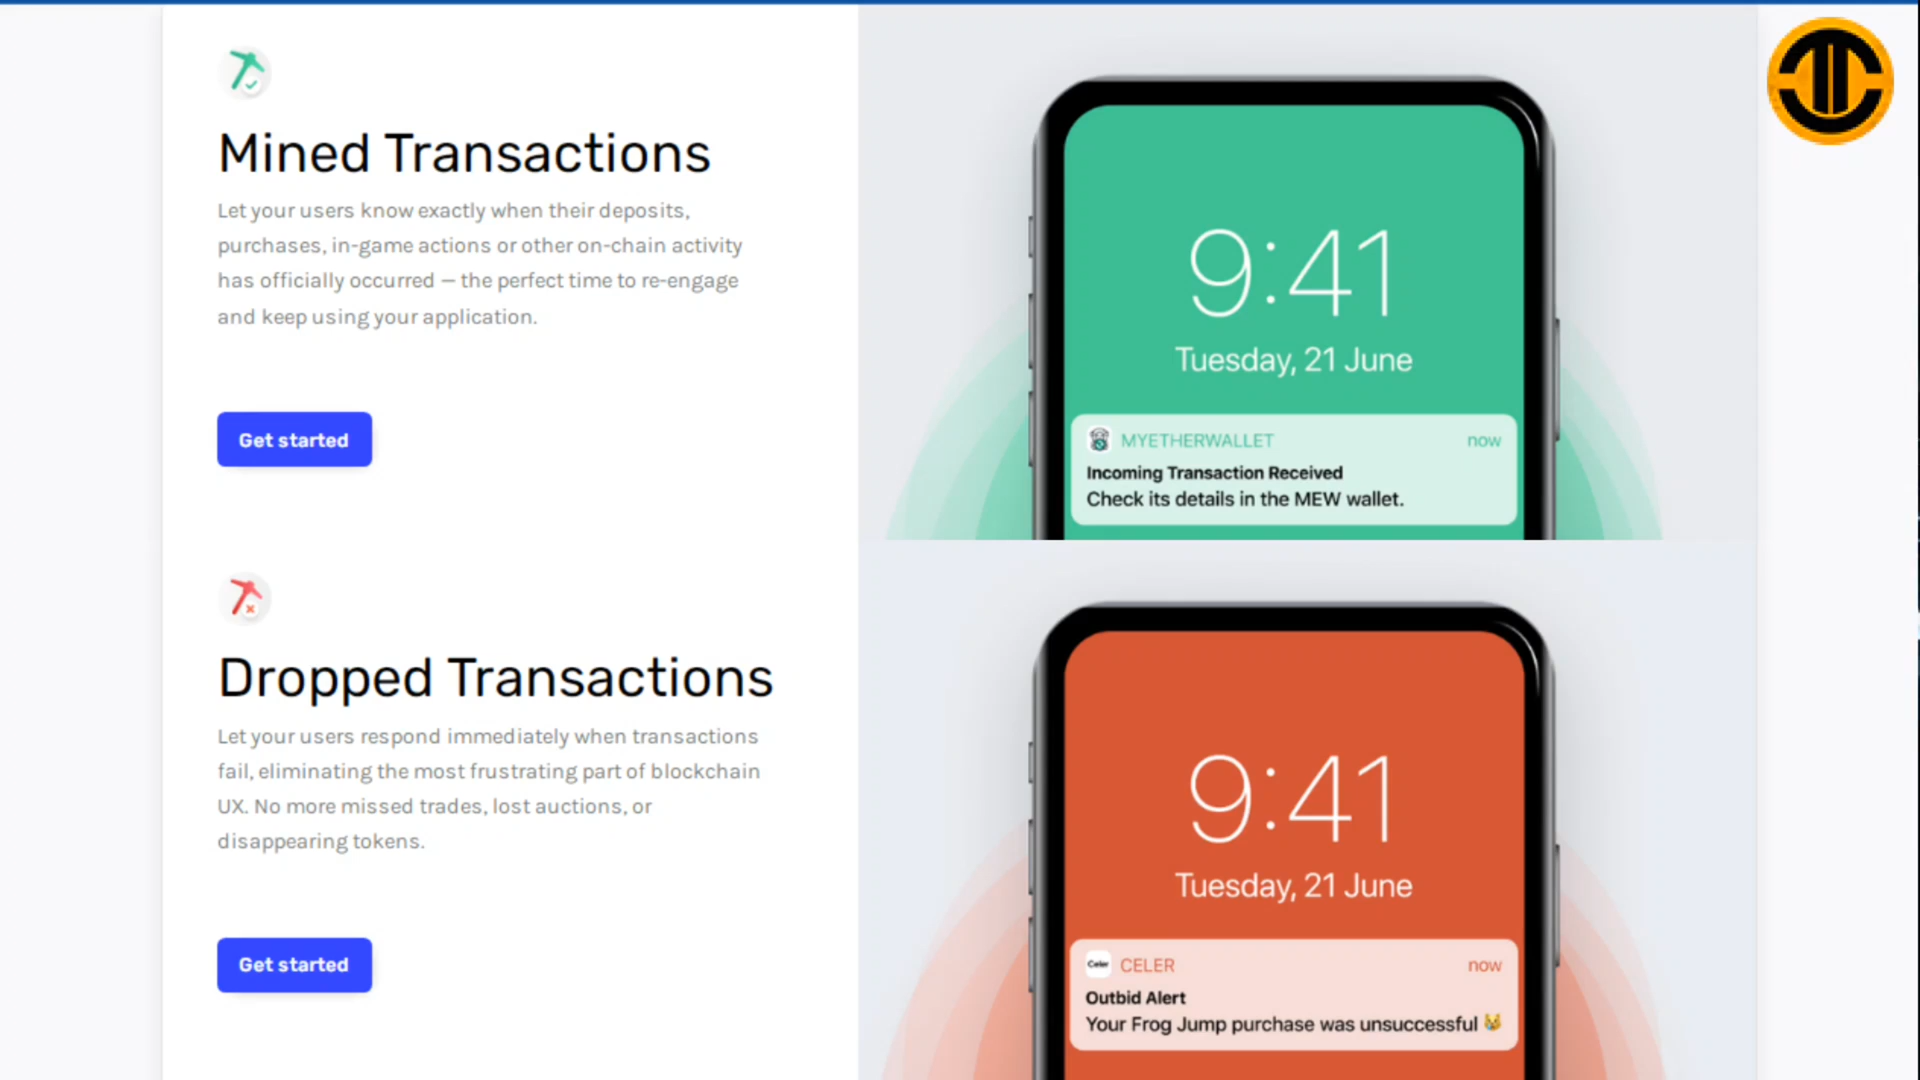 Mined Transactions
Let your users know exactly when their deposits,
purchases, in-game actions or other on-chain activity
has officially occurred – the perfect time to re-engage
and keep using your application.
Get started
9:41
Tuesday, 21 June
MYETHERWALLET now
Incoming Transaction Received
Check its details in the MEW wallet.
Dropped Transactions
Let your users respond immediately when transactions
fail, eliminating the most frustrating part of blockchain
UX. No more missed trades, lost auctions, or
disappearing tokens.
Get started
9:41
Tuesday, 21 June
Celer CELER now
Outbid Alert
Your Frog Jump purchase was unsuccessful 😿